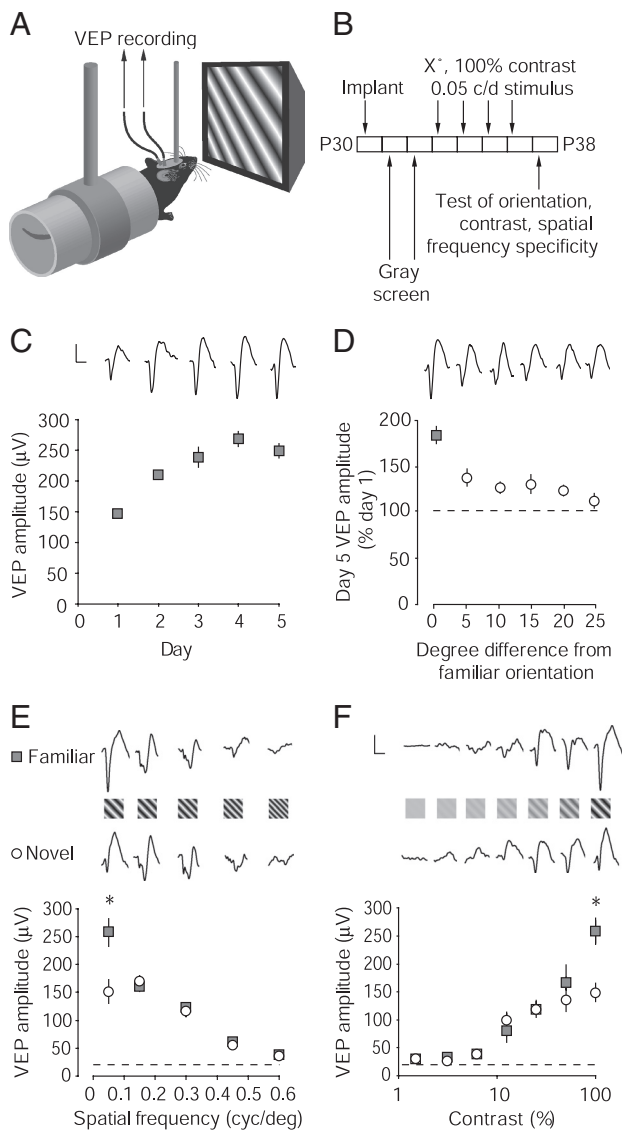 A
VEP recording
B
X°, 100% contrast
0.05 c/d stimulus
Implant
P30
P38
Test of orientation,
contrast, spatial
frequency specificity
Gray
screen
C
VEP amplitude (μV)
300
250
200
150
100
50
0
0
1
2
3
4
5
Day
D
Day 5 VEP amplitude
(% day 1)
200
150
100
50
0
0
5
10
15
20
25
Degree difference from
familiar orientation
E
Familiar
Novel
*
VEP amplitude (μV)
300
250
200
150
100
50
0
0
0.1
0.2
0.3
0.4
0.5
0.6
Spatial frequency (cyc/deg)
F
*
VEP amplitude (μV)
300
250
200
150
100
50
0
1
10
100
Contrast (%)